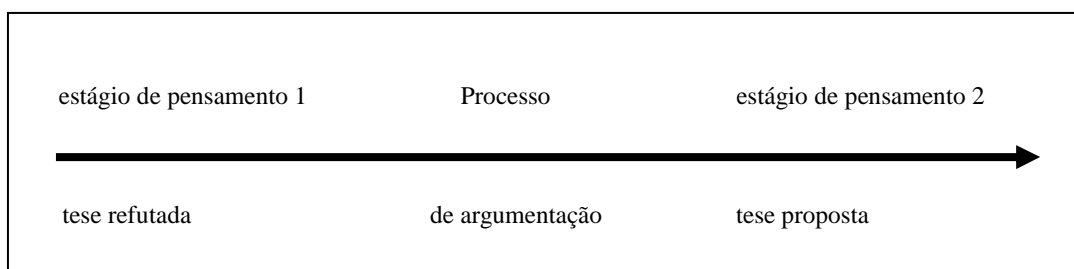 estágio de pensamento 1 Processo estágio de pensamento 2
tese refutada de argumentação tese proposta